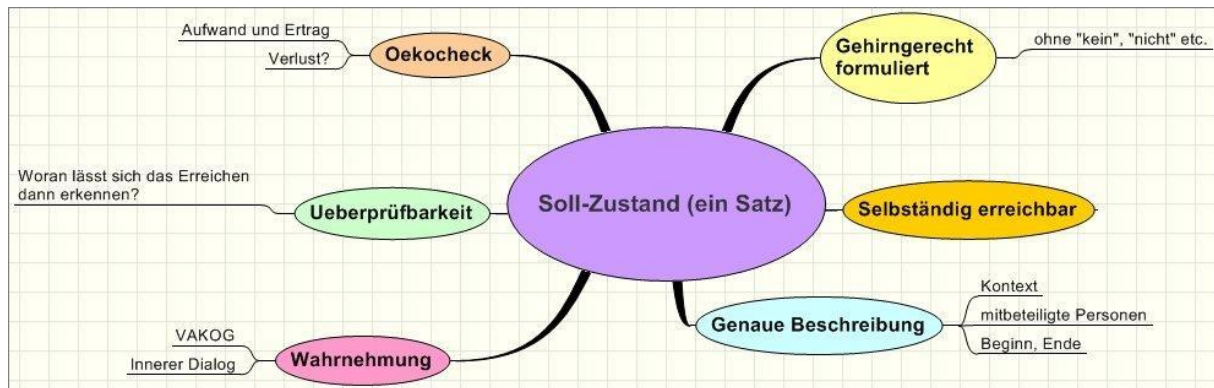 Aufwand und Ertrag
Verlust?
Oekocheck
Gehirngerecht
formuliert
ohne "kein", "nicht" etc.
Woran lässt sich das Erreichen
dann erkennen?
Ueberprüfbarkeit
Soll-Zustand (ein Satz)
Selbständig erreichbar
VAKOG
Innerer Dialog
Wahrnehmung
Genaue Beschreibung
Kontext
mitbeteiligte Personen
Beginn, Ende